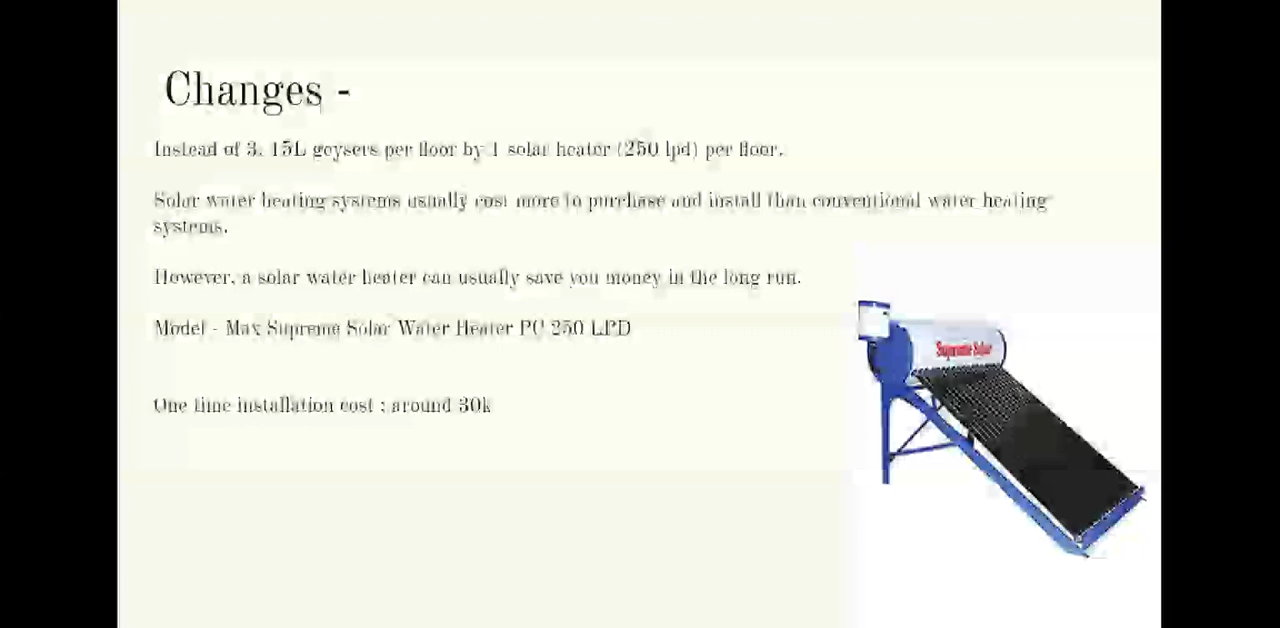 Changes -
Instead of 3, 15L geysers per floor by 1 solar heater (250 lpd) per floor.
Solar water heating systems usually cost more to purchase and install than conventional water heating
systems.
However, a solar water heater can usually save you money in the long run.
Model - Max Supreme Solar Water Heater PC 250 LPD
Supreme Solar
One time installation cost : around 30k